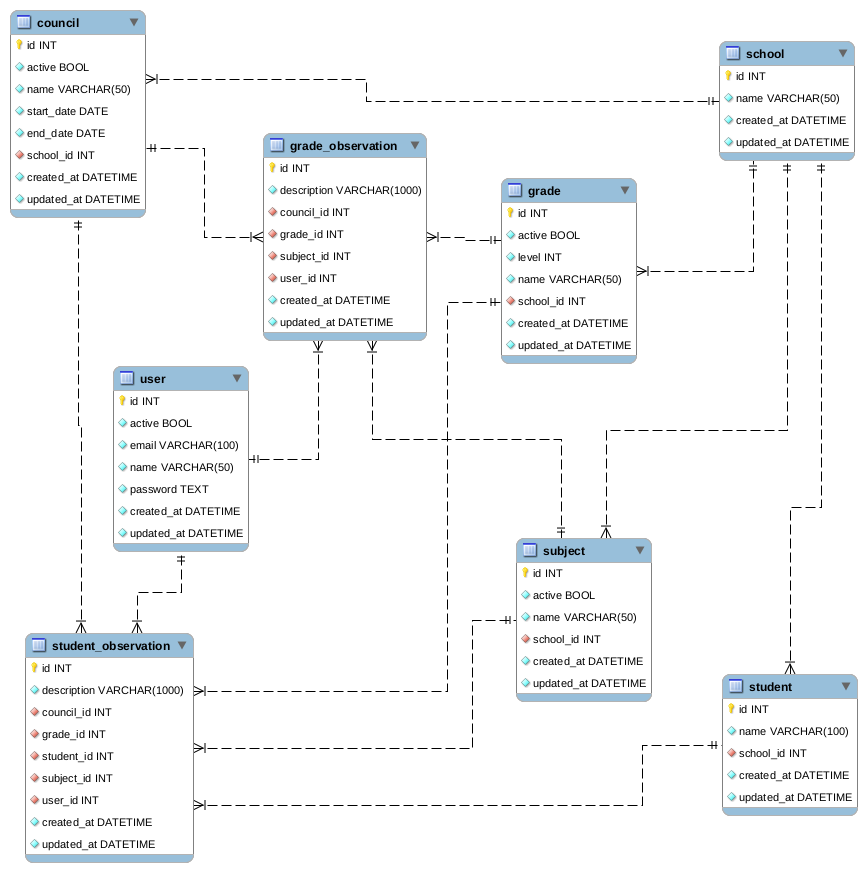 council
id INT
active BOOL
name VARCHAR(50)
start_date DATE
end_date DATE
school_id INT
created_at DATETIME
updated_at DATETIME
school
id INT
name VARCHAR(50)
created_at DATETIME
updated_at DATETIME
grade_observation
id INT
description VARCHAR(1000)
council_id INT
grade_id INT
subject_id INT
user_id INT
created_at DATETIME
updated_at DATETIME
grade
id INT
active BOOL
level INT
name VARCHAR(50)
school_id INT
created_at DATETIME
updated_at DATETIME
user
id INT
active BOOL
email VARCHAR(100)
name VARCHAR(50)
password TEXT
created_at DATETIME
updated_at DATETIME
subject
id INT
active BOOL
name VARCHAR(50)
school_id INT
created_at DATETIME
updated_at DATETIME
student_observation
id INT
description VARCHAR(1000)
council_id INT
grade_id INT
student_id INT
subject_id INT
user_id INT
created_at DATETIME
updated_at DATETIME
student
id INT
name VARCHAR(100)
school_id INT
created_at DATETIME
updated_at DATETIME